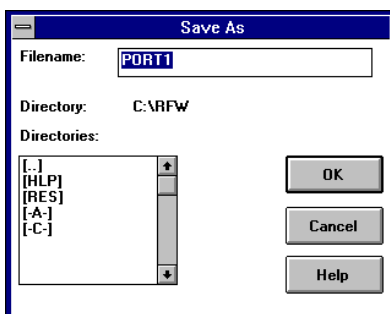 Save As
Filename:
PORT1
Directory: C:\RFW
Directories:
[..]
[HLP]
[RES]
[-A-]
[-C-]
OK
Cancel
Help